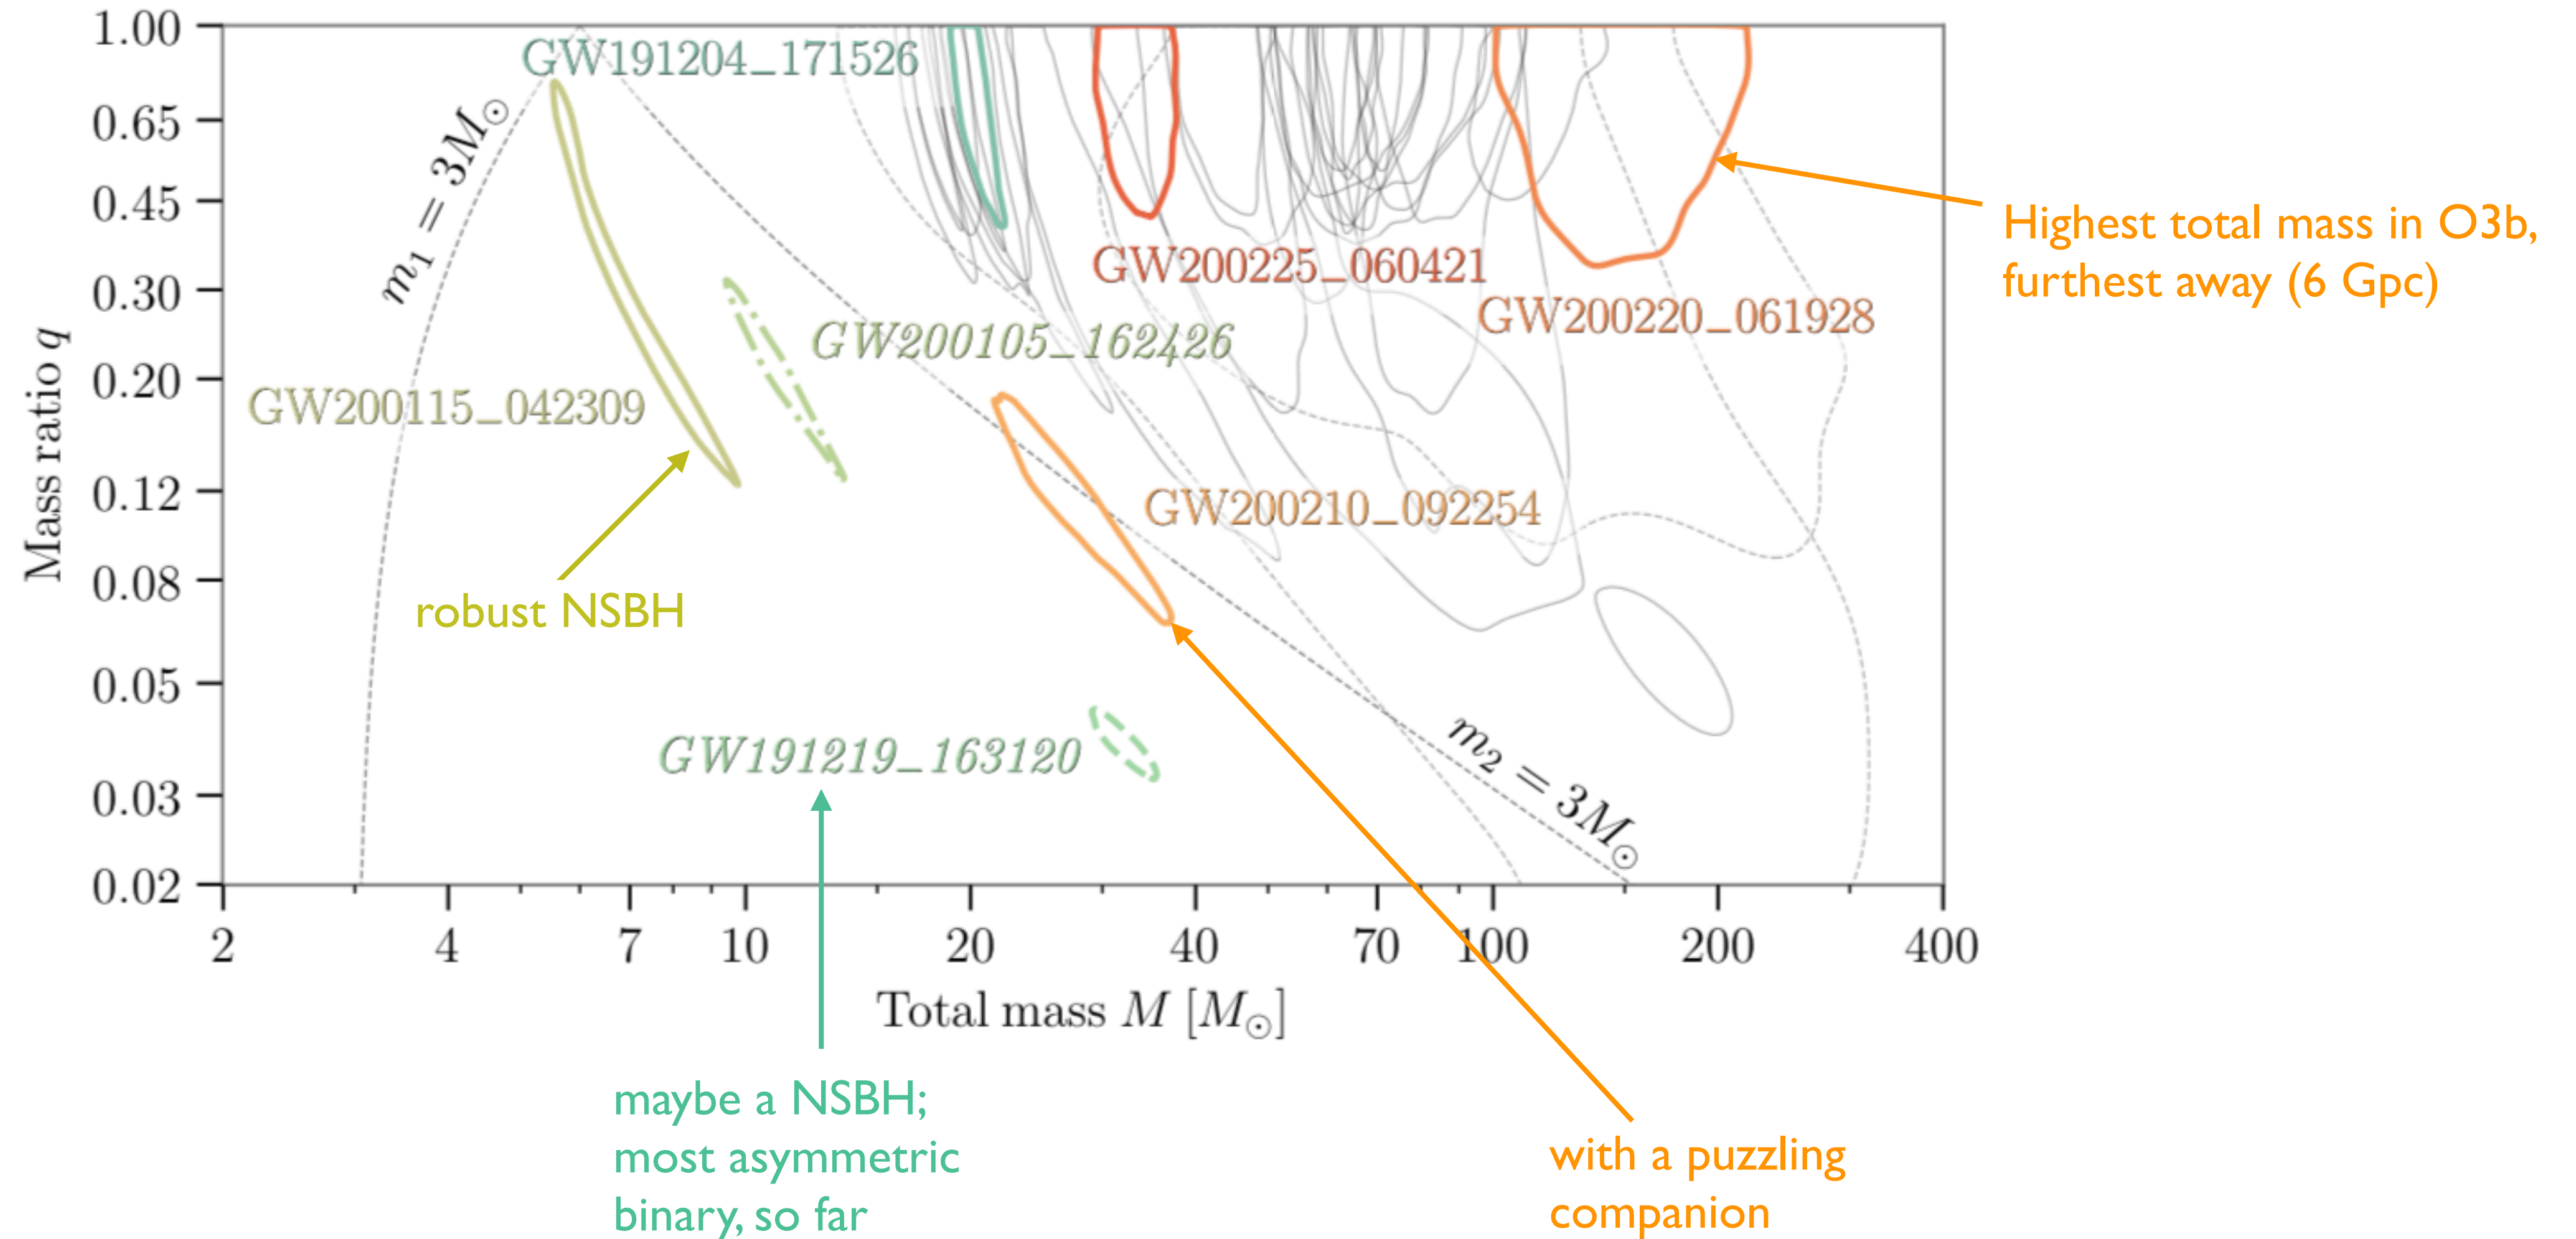 1.00
0.65
0.45
0.30
0.20
0.12
0.08
0.05
0.03
0.02
Mass ratio q
m₁ = 3M☉
GW191204_171526
GW200225_060421
GW200220_061928
Highest total mass in O3b,
furthest away (6 Gpc)
GW200105_162426
GW200115_042309
GW200210_092254
robust NSBH
GW191219_163120
m₂ = 3M☉
2 4 7 10 20 40 70 100 200 400
Total mass M [M☉]
maybe a NSBH;
most asymmetric
binary, so far
with a puzzling
companion